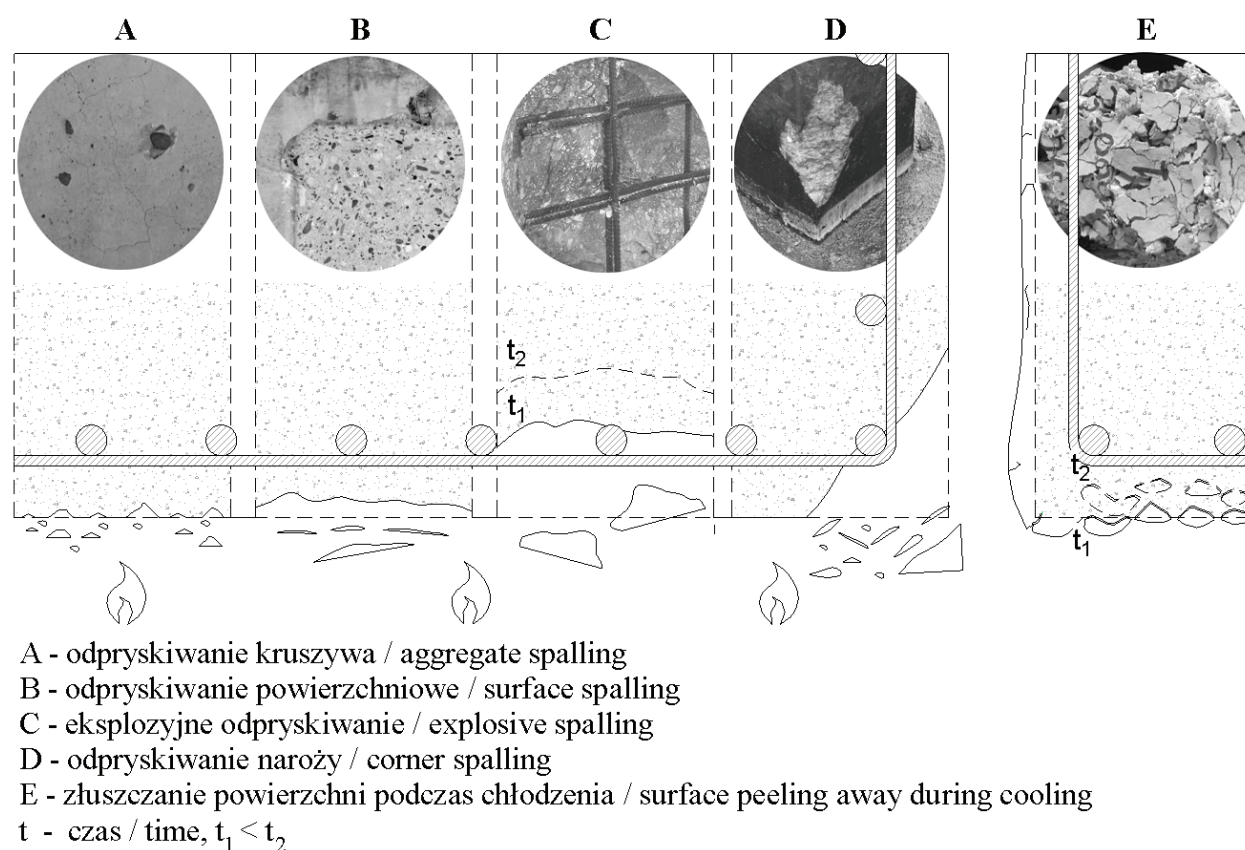 A B C D E
t₂
t₁
t₂
t₁
A - odpryskiwanie kruszywa / aggregate spalling
B - odpryskiwanie powierzchniowe / surface spalling
C - eksplozyjne odpryskiwanie / explosive spalling
D - odpryskiwanie naroży / corner spalling
E - złuszczanie powierzchni podczas chłodzenia / surface peeling away during cooling
t - czas / time, t₁ < t₂